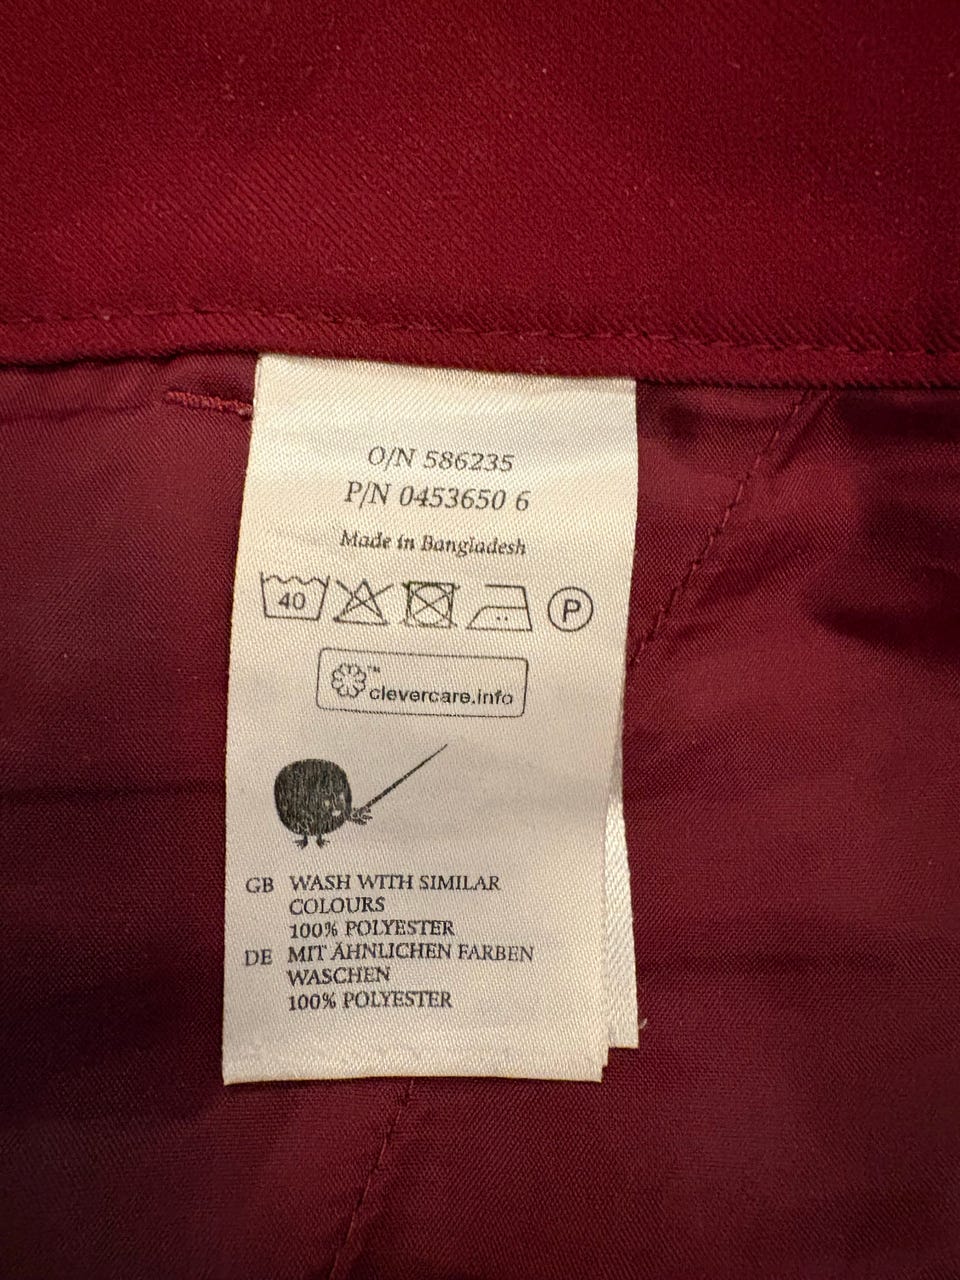 O/N 586235
P/N 0453650 6
Made in Bangladesh
40 P
™
clevercare.info
GB WASH WITH SIMILAR
COLOURS
100% POLYESTER
DE MIT ÄHNLICHEN FARBEN
WASCHEN
100% POLYESTER